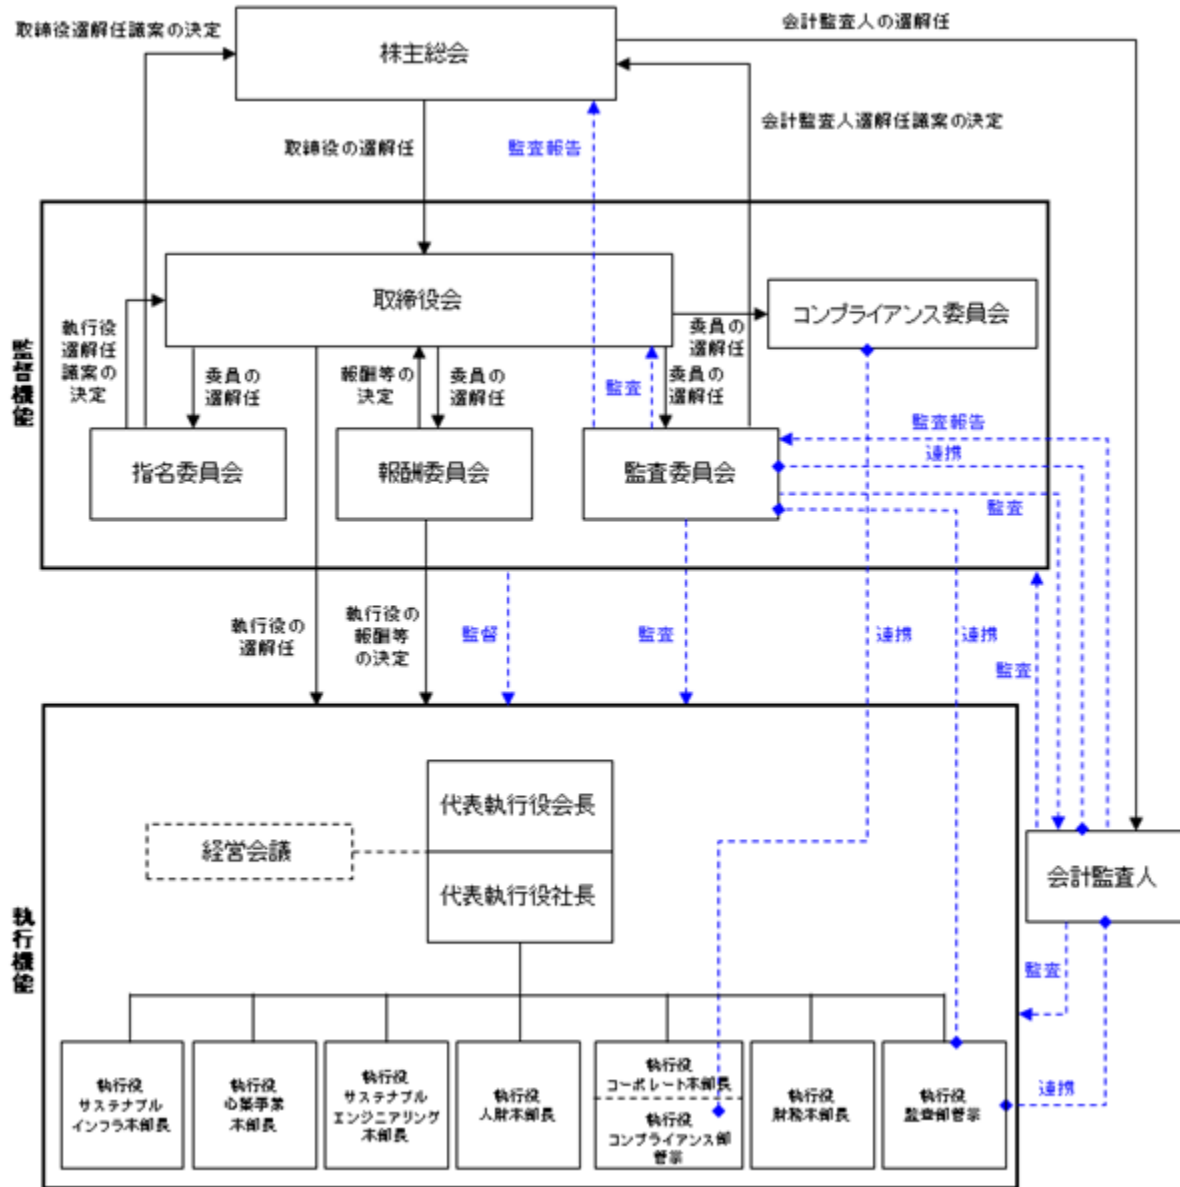 取締役選解任議案の決定
会計監査人の選解任
株主総会
会計監査人選解任議案の決定
取締役の選解任
監査報告
監督機能
取締役会
コンプライアンス委員会
執行役
選解任
議案の
決定
委員の
選解任
報酬等
の決定
委員の
選解任
監査
委員の
選解任
委員の
選解任
監査報告
連携
監査
指名委員会
報酬委員会
監査委員会
執行役の
選解任
執行役の
報酬等
の決定
監督
監査
連携
連携
監査
執行機能
代表執行役会長
経営会議
代表執行役社長
会計監査人
監査
連携
執行役
サステナブル
インフラ本部長
執行役
事業
本部長
執行役
サステナブル
エンジニアリング
本部長
執行役
人財本部長
執行役
コーポレート本部長
執行役
コンプライアンス部
管掌
執行役
財務本部長
執行役
監査部管掌